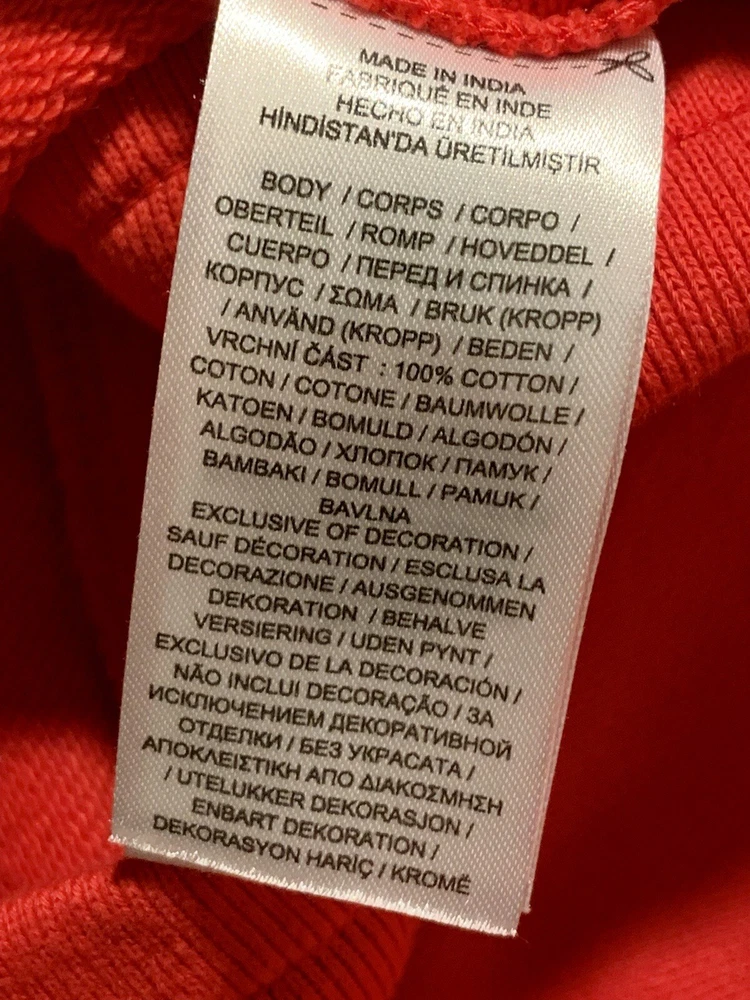 MADE IN INDIA
FABRIQUÉ EN INDE
HECHO EN INDIA
HİNDİSTAN'DA ÜRETİLMİŞTİR
BODY / CORPS / CORPO /
OBERTEIL / ROMP / HOVEDDEL /
CUERPO / ПЕРЕД И СПИНКА /
КОРПУС / ΣΩΜΑ / BRUK (KROPP)
/ ANVÄND (KROPP) / BEDEN /
VRCHNÍ ČÁST : 100% COTTON /
COTON / COTONE / BAUMWOLLE /
KATOEN / BOMULD / ALGODÓN /
ALGODÃO / ХЛОПОК / ПАМУК /
BAMBAKI / BOMULL / PAMUK /
BAVLNA
EXCLUSIVE OF DECORATION /
SAUF DÉCORATION / ESCLUSA LA
DECORAZIONE / AUSGENOMMEN
DEKORATION / BEHALVE
VERSIERING / UDEN PYNT /
EXCLUSIVO DE LA DECORACIÓN /
NÃO INCLUI DECORAÇÃO / ЗА
ИСКЛЮЧЕНИЕМ ДЕКОРАТИВНОЙ
ОТДЕЛКИ / БЕЗ УКРАСАТА /
ΑΠΟΚΛΕΙΣΤΙΚΗ ΑΠΟ ΔΙΑΚΟΣΜΗΣΗ
/ UTELUKKER DEKORASJON /
ENBART DEKORATION /
DEKORASYON HARİÇ / KROMĚ